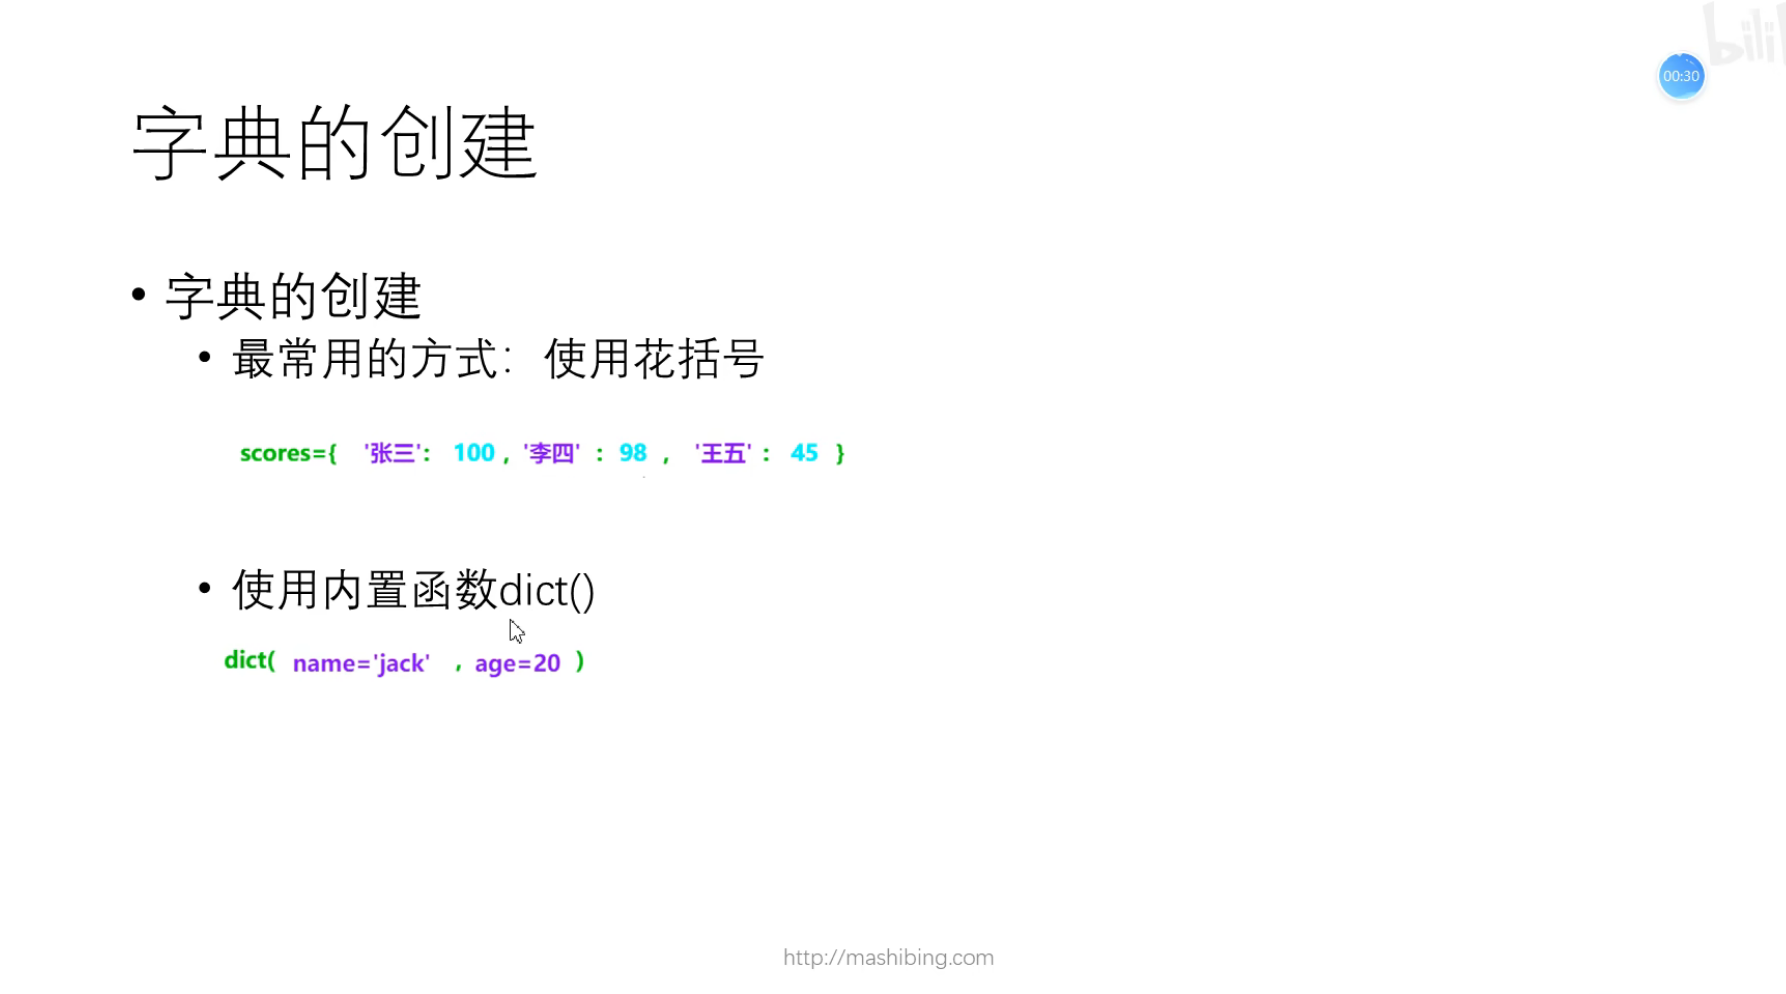 00:30
字典的创建
• 字典的创建
• 最常用的方式：使用花括号
scores={ '张三': 100 , '李四' : 98 , '王五' : 45 }
• 使用内置函数dict()
dict( name='jack' , age=20 )
http://mashibing.com